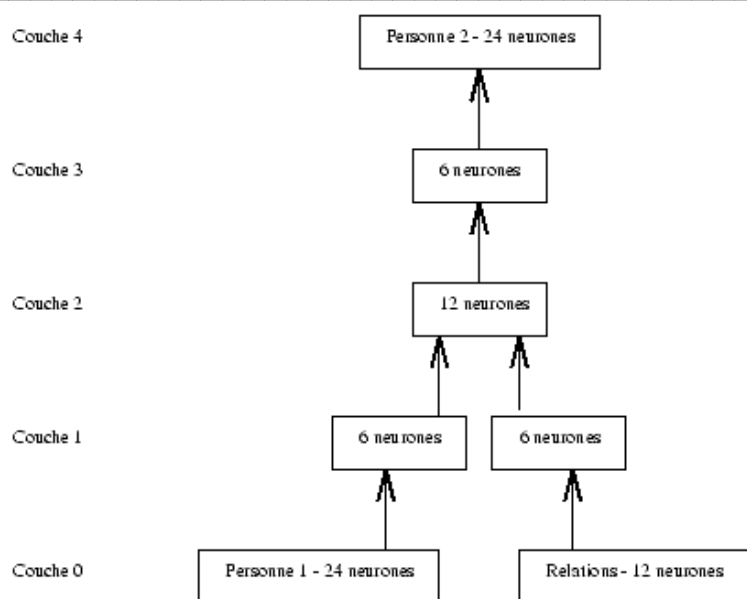 Couche 4
Personne 2 - 24 neurones
Couche 3
6 neurones
Couche 2
12 neurones
Couche 1
6 neurones
6 neurones
Couche 0
Personne 1 - 24 neurones
Relations - 12 neurones